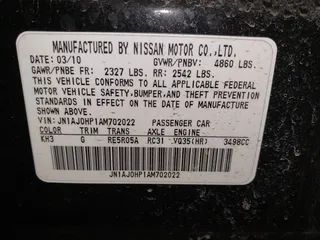 MANUFACTURED BY NISSAN MOTOR CO.,LTD.
DATE: 03/10 GVWR/PNBV: 4860 LBS.
GAWR/PNBE FR: 2327 LBS. RR: 2542 LBS.
THIS VEHICLE CONFORMS TO ALL APPLICABLE FEDERAL
MOTOR VEHICLE SAFETY, BUMPER, AND THEFT PREVENTION
STANDARDS IN EFFECT ON THE DATE OF MANUFACTURE
SHOWN ABOVE.
VIN: JN1AJ0HP1AM702022 PASSENGER CAR
COLOR TRIM TRANS AXLE ENGINE
KH3 G RE5R05A RC31 VQ35(HR) 3498CC
JN1AJ0HP1AM702022